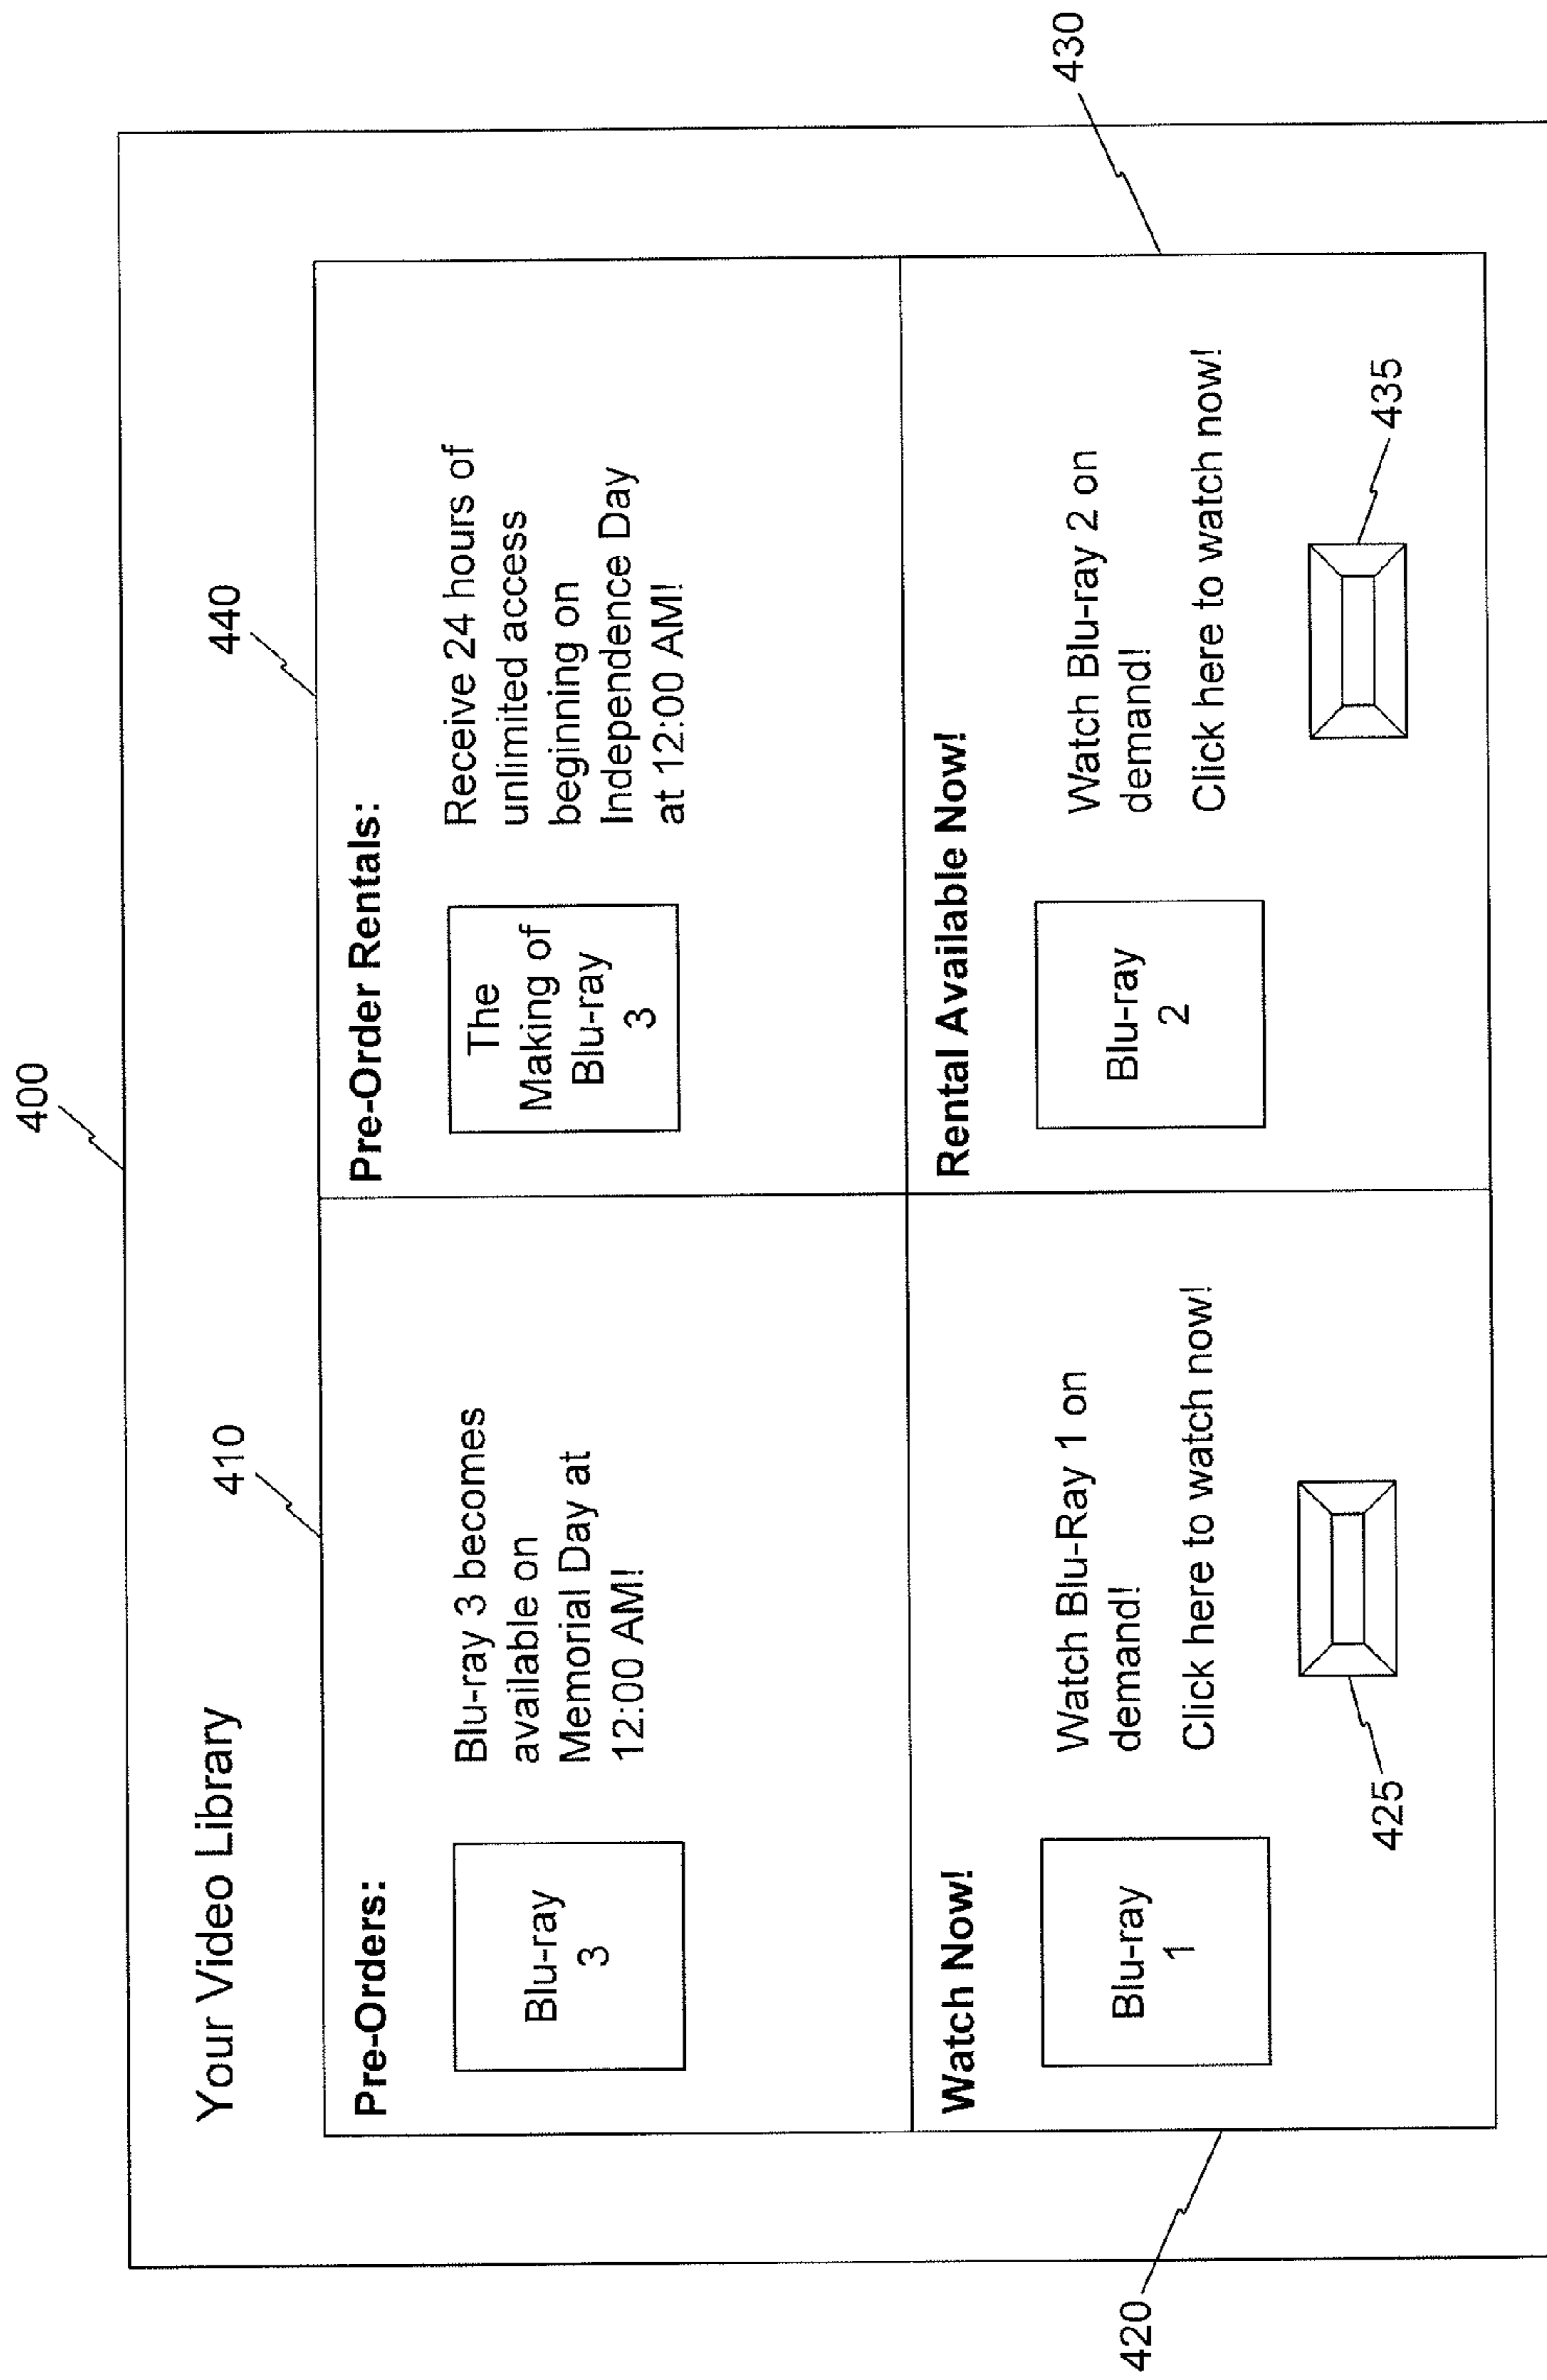 400
Your Video Library
410
440
Pre-Orders:
Blu-ray
3
Blu-ray 3 becomes
available on
Memorial Day at
12:00 AM!
Pre-Order Rentals:
The
Making of
Blu-ray
3
Receive 24 hours of
unlimited access
beginning on
Independence Day
at 12:00 AM!
Watch Now!
Blu-ray
1
Watch Blu-Ray 1 on
demand!
Click here to watch now!
425
420
Rental Available Now!
Blu-ray
2
Watch Blu-ray 2 on
demand!
Click here to watch now!
435
430